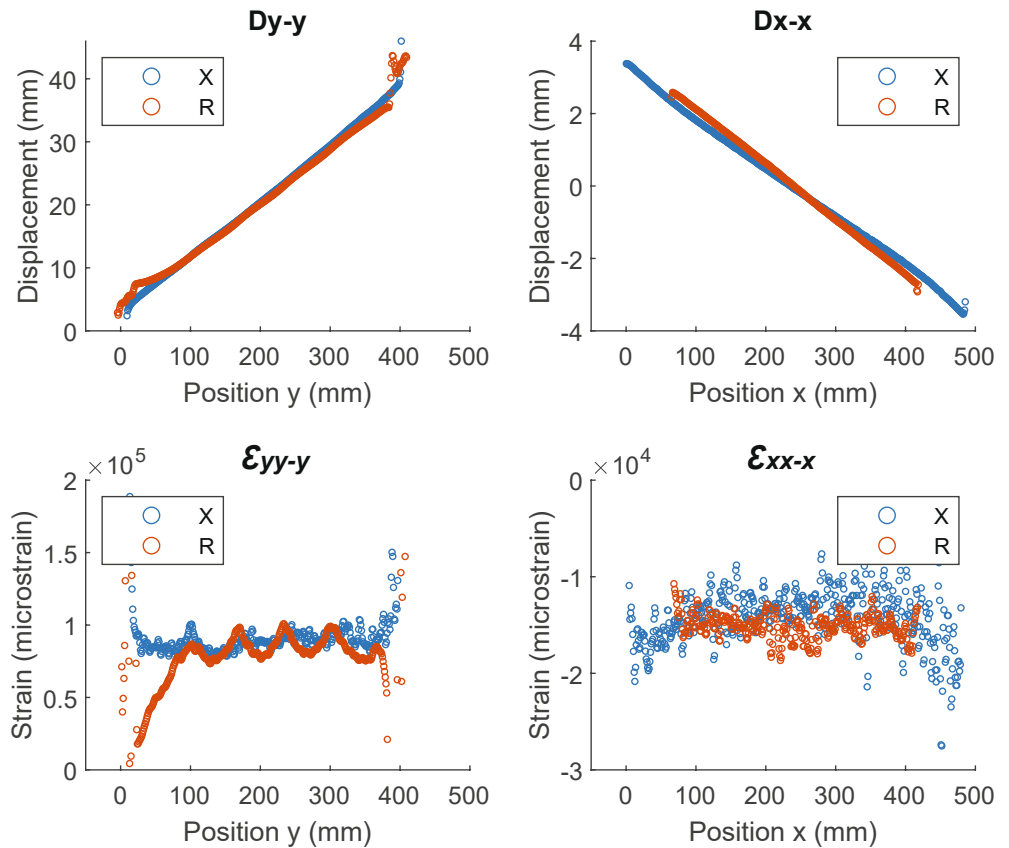 Dy-y
Displacement (mm)
40
30
20
10
0
X
R
0
100
200
300
400
500
Position y (mm)
Dx-x
Displacement (mm)
4
2
0
-2
-4
X
R
0
100
200
300
400
500
Position x (mm)
×10⁵
Ɛyy-y
Strain (microstrain)
2
1.5
1
0.5
0
X
R
0
100
200
300
400
500
Position y (mm)
×10⁴
Ɛxx-x
Strain (microstrain)
0
-1
-2
-3
X
R
0
100
200
300
400
500
Position x (mm)